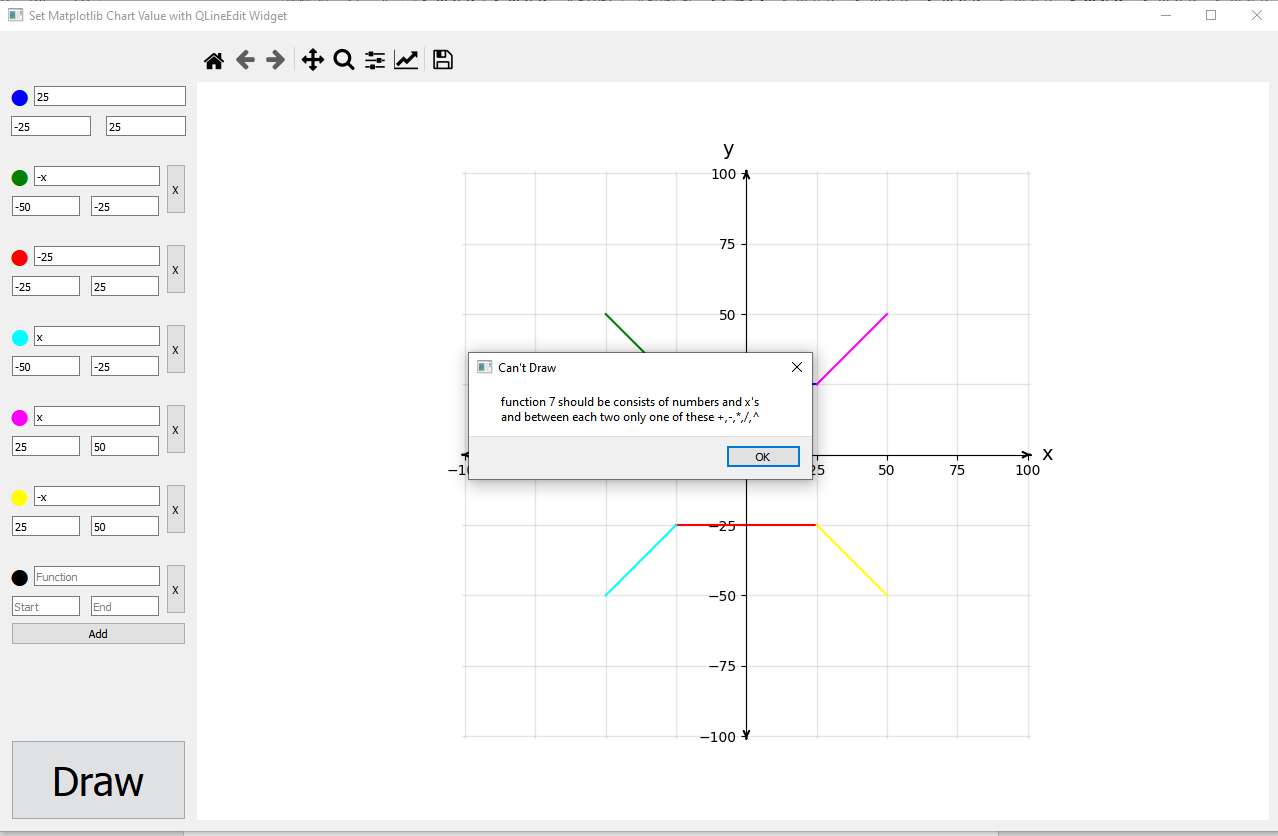 Set Matplotlib Chart Value with QLineEdit Widget
25
-25 25
-x
X
-50 -25
-25
X
-25 25
x
X
-50 -25
x
X
25 50
-x
X
25 50
Function
X
Start End
Add
Draw
y
100
75
50
Can't Draw
function 7 should be consists of numbers and x's
and between each two only one of these +,-,*,/,^
OK
x
−10
25 50 75 100
−25
−50
−75
−100